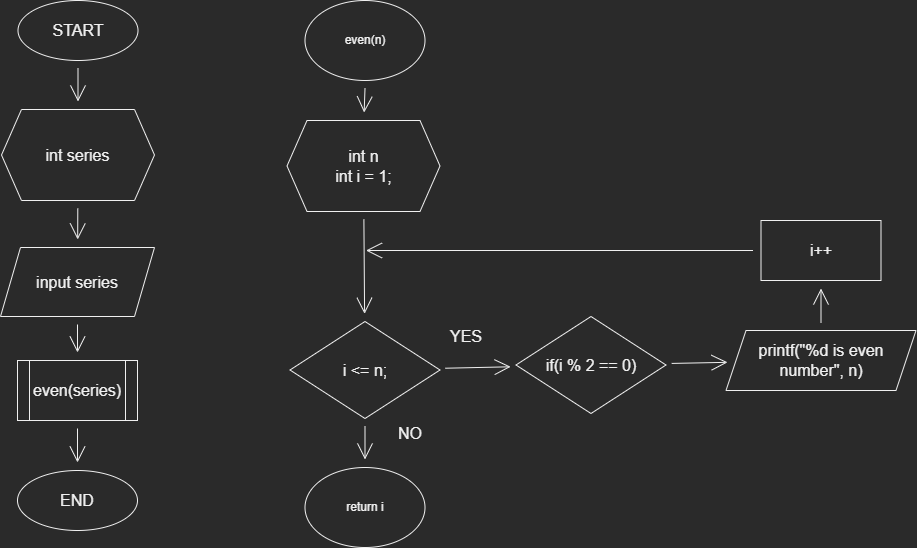 START
int series
input series
even(series)
END
even(n)
int n
int i = 1;
i <= n;
YES
NO
return i
if(i % 2 == 0)
printf("%d is even
number", n)
i++